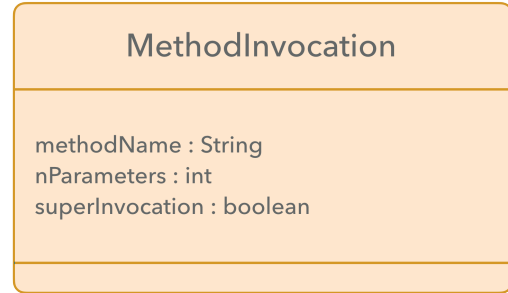 MethodInvocation
methodName : String
nParameters : int
superInvocation : boolean